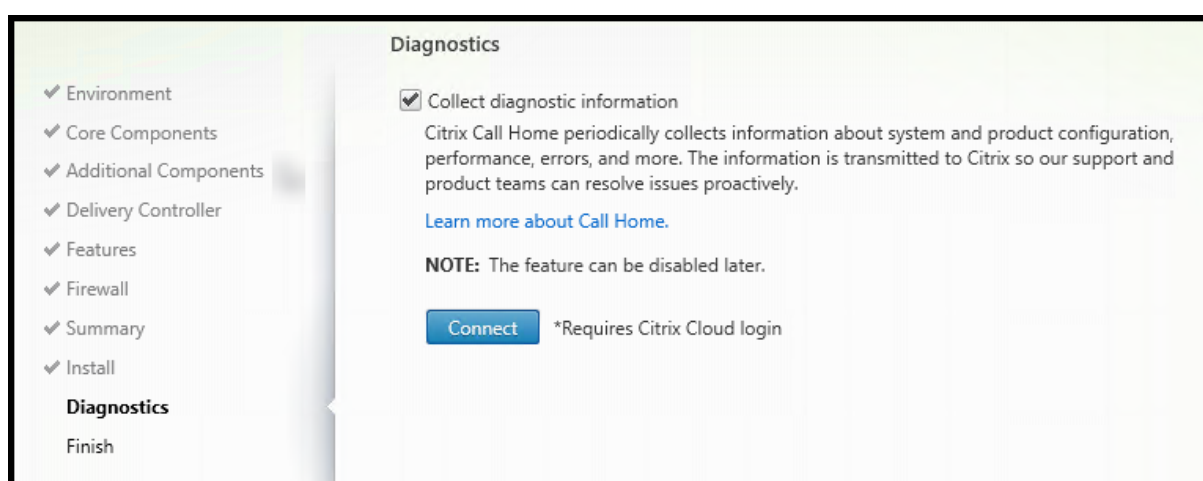 Diagnostics
Environment
Core Components
Additional Components
Delivery Controller
Features
Firewall
Summary
Install
Diagnostics
Finish
Collect diagnostic information
Citrix Call Home periodically collects information about system and product configuration,
performance, errors, and more. The information is transmitted to Citrix so our support and
product teams can resolve issues proactively.
Learn more about Call Home.
NOTE: The feature can be disabled later.
Connect *Requires Citrix Cloud login